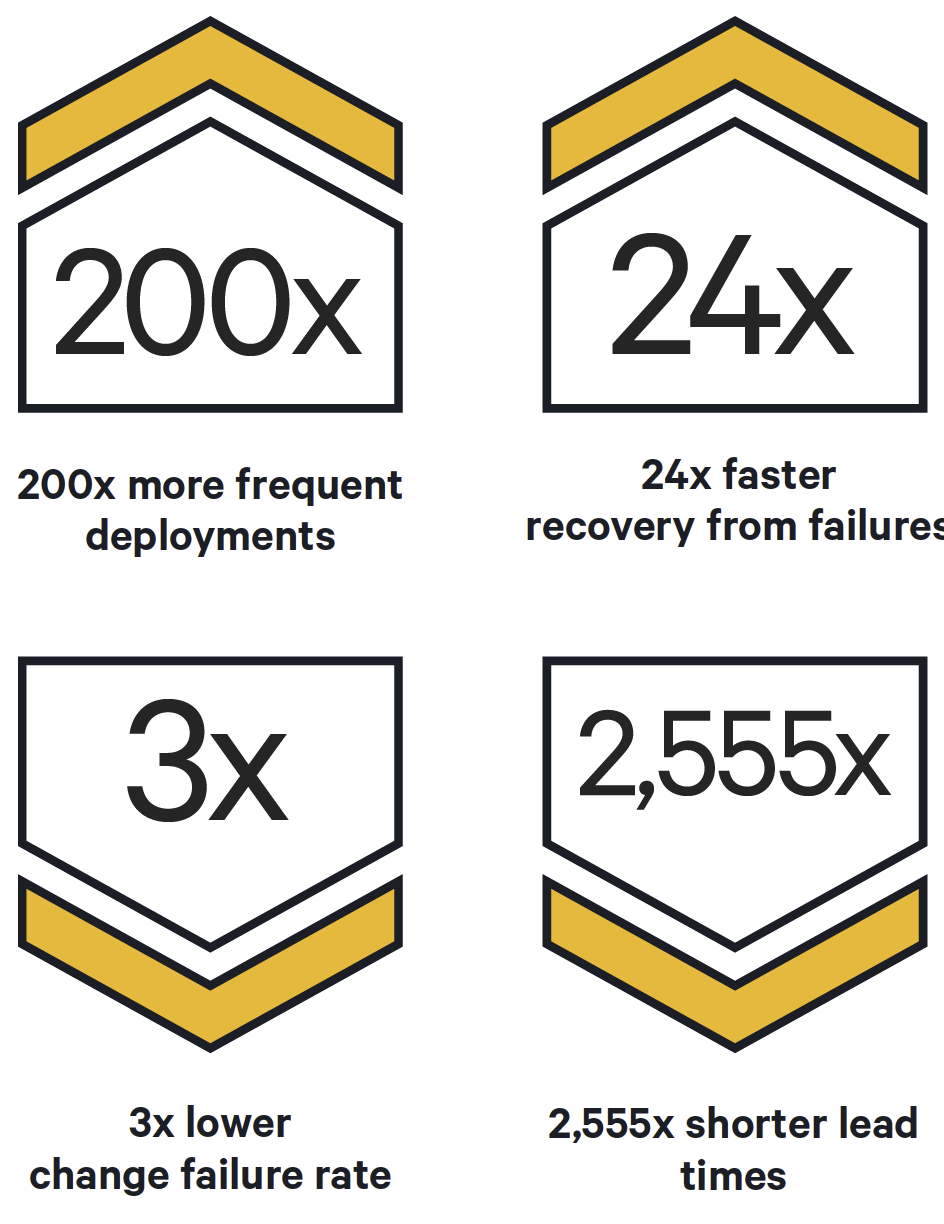 200x
24x
200x more frequent
deployments
24x faster
recovery from failures
3x
2,555x
3x lower
change failure rate
2,555x shorter lead
times